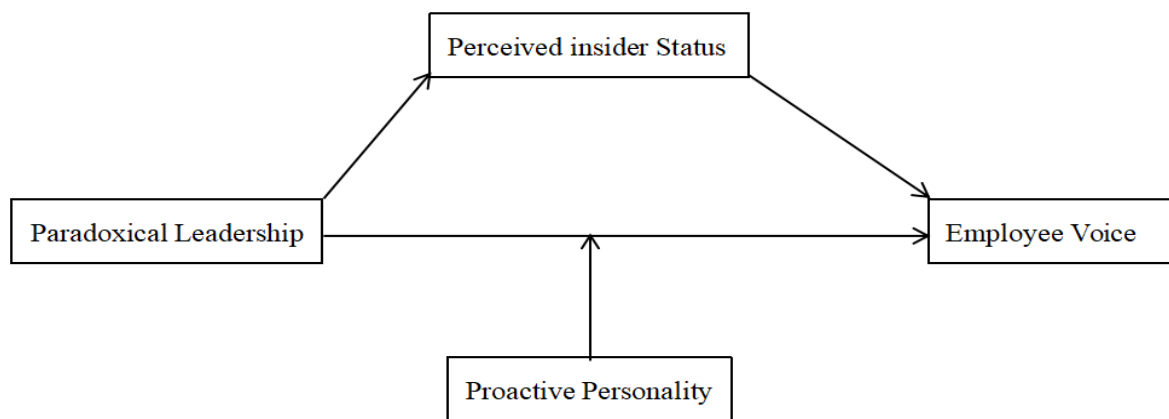 Perceived insider Status
Paradoxical Leadership
Employee Voice
Proactive Personality